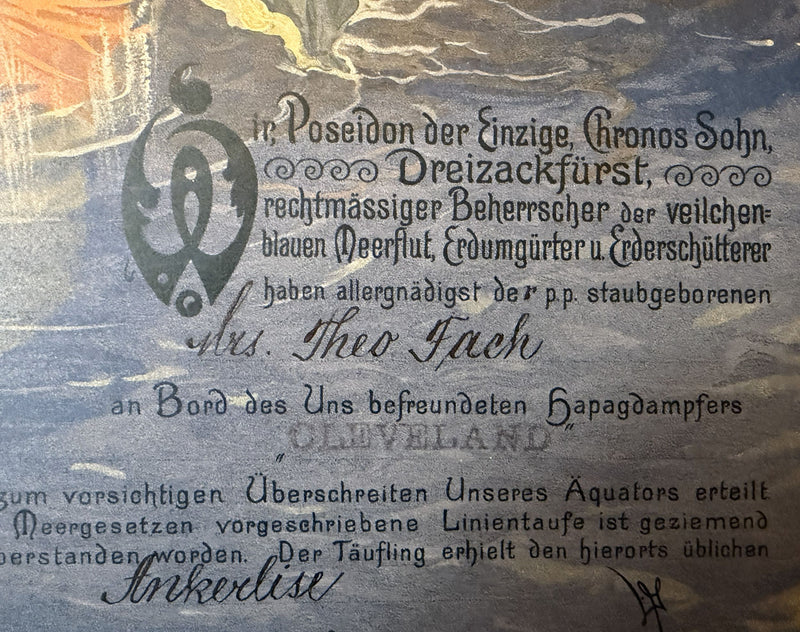 Wir, Poseidon der Einzige, Chronos Sohn,
Dreizackfürst,
rechtmässiger Beherrscher der veilchen=
blauen Meerflut, Erdumgürter u. Erderschütterer
haben allergnädigst der p.p. staubgeborenen
Mrs. Theo Fach
an Bord des Uns befreundeten Hapagdampfers
„CLEVELAND“
zum vorsichtigen Überschreiten Unseres Äquators erteilt
Meergesetzen vorgeschriebene Linientaufe ist geziemend
berstanden worden. Der Täufling erhielt den hierorts üblichen
Ankerlise